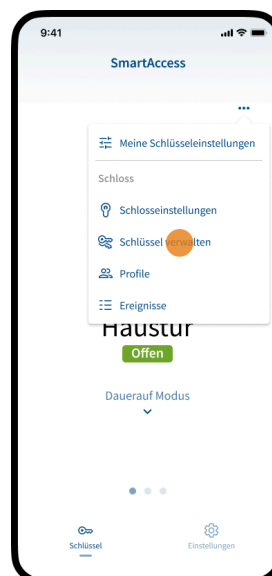 9:41
SmartAccess
Meine Schlüsseleinstellungen
Schloss
Schlosseinstellungen
Schlüssel verwalten
Profile
Ereignisse
Haustür
Offen
Dauerauf Modus
Schlüssel
Einstellungen